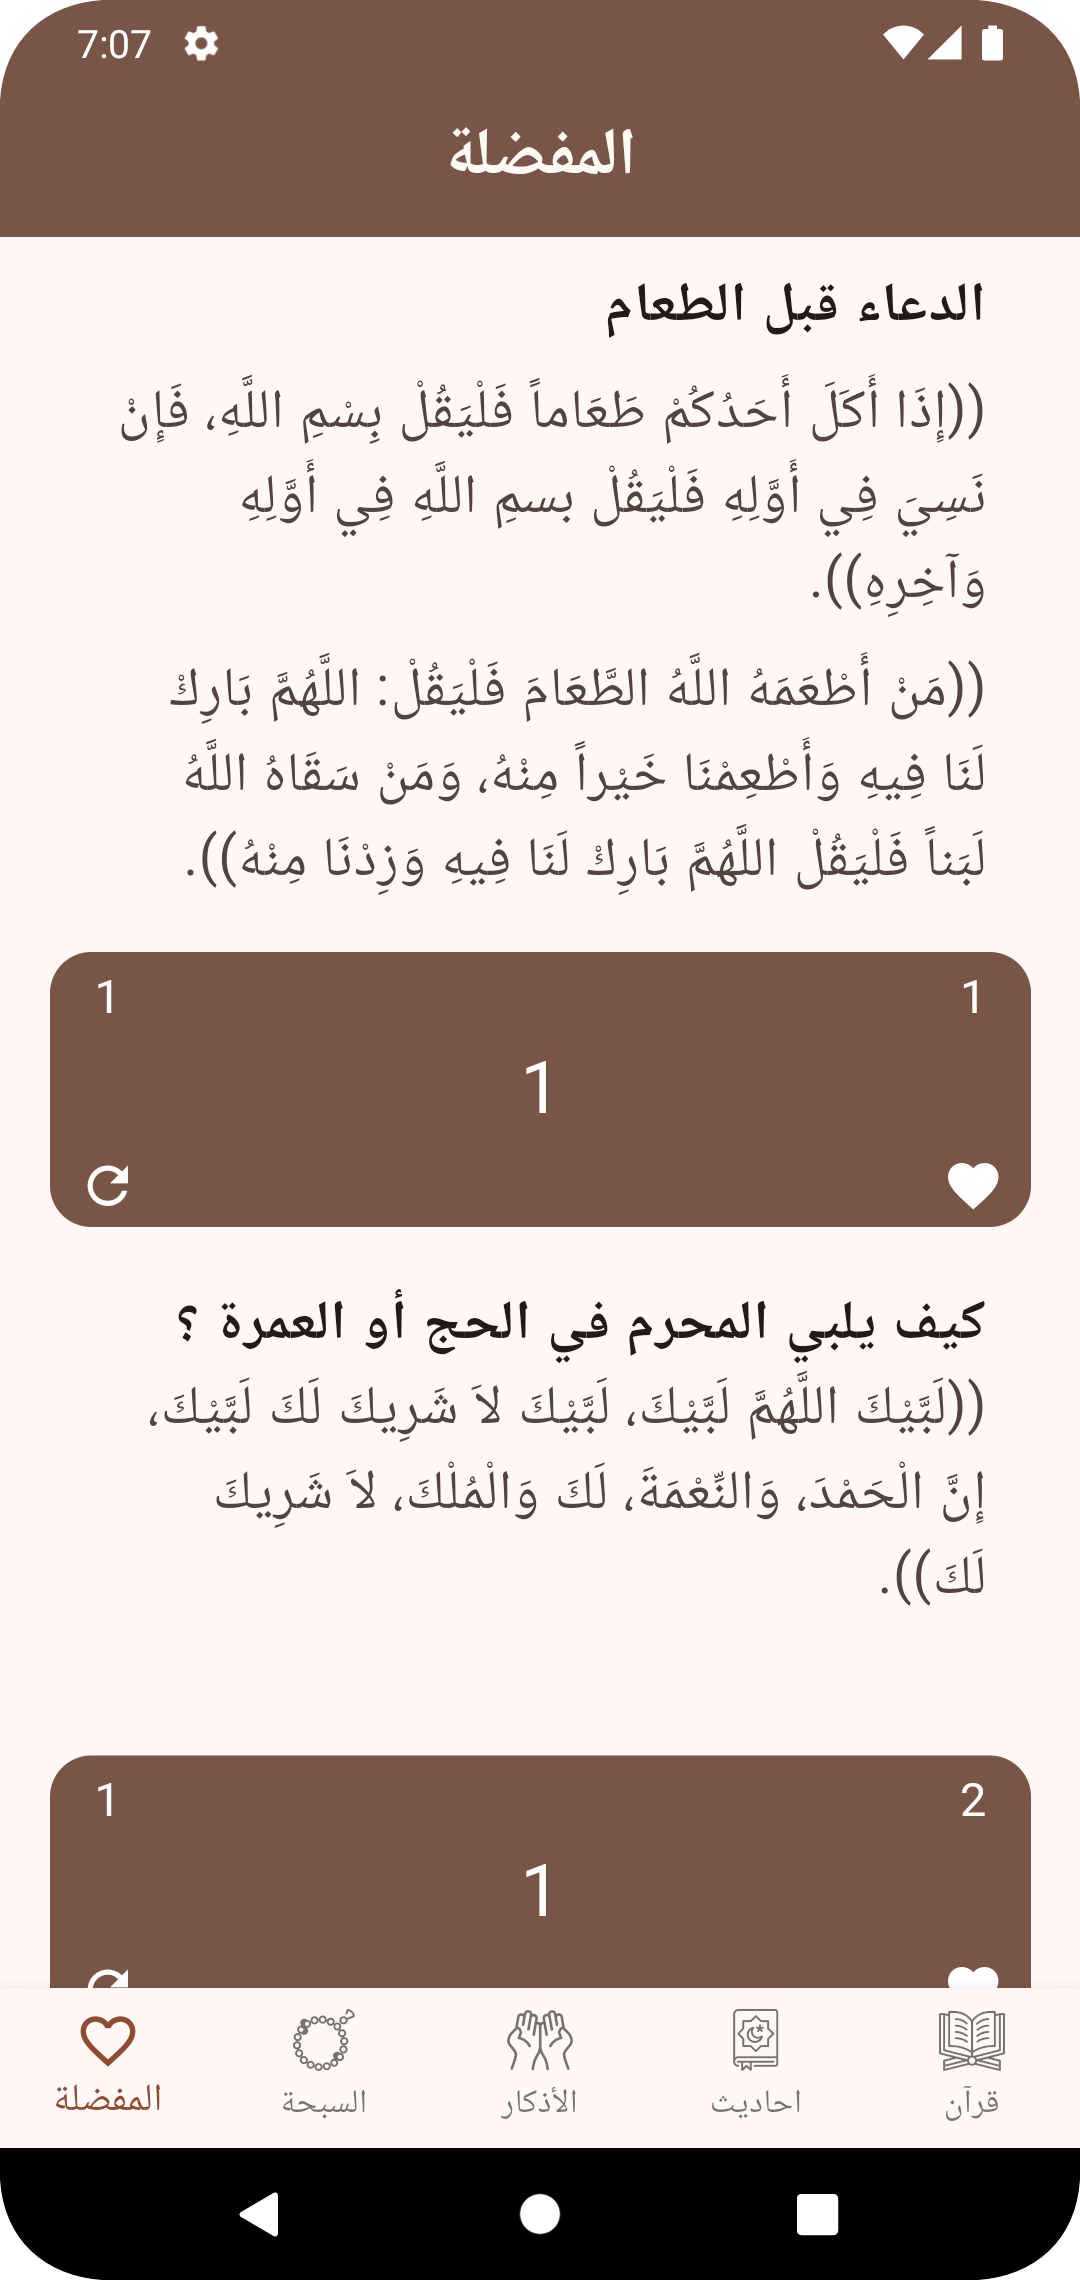 7:07
المفضلة
الدعاء قبل الطعام
((إِذَا أَكَلَ أَحَدُكُمْ طَعَاماً فَلْيَقُلْ بِسْمِ اللَّهِ، فَإِنْ
نَسِيَ فِي أَوَّلِهِ فَلْيَقُلْ بسمِ اللَّهِ فِي أَوَّلِهِ
وَآخِرِهِ)).
((مَنْ أَطْعَمَهُ اللَّهُ الطَّعَامَ فَلْيَقُلْ: اللَّهُمَّ بَارِكْ
لَنَا فِيهِ وَأَطْعِمْنَا خَيْراً مِنْهُ، وَمَنْ سَقَاهُ اللَّهُ
لَبَناً فَلْيَقُلْ اللَّهُمَّ بَارِكْ لَنَا فِيهِ وَزِدْنَا مِنْهُ)).
1 1
1
كيف يلبي المحرم في الحج أو العمرة ؟
((لَبَّيْكَ اللَّهُمَّ لَبَّيْكَ، لَبَّيْكَ لاَ شَرِيكَ لَكَ لَبَّيْكَ،
إِنَّ الْحَمْدَ، وَالنِّعْمَةَ، لَكَ وَالْمُلْكَ، لاَ شَرِيكَ
لَكَ)).
2 1
1
قرآن احاديث الأذكار السبحة المفضلة